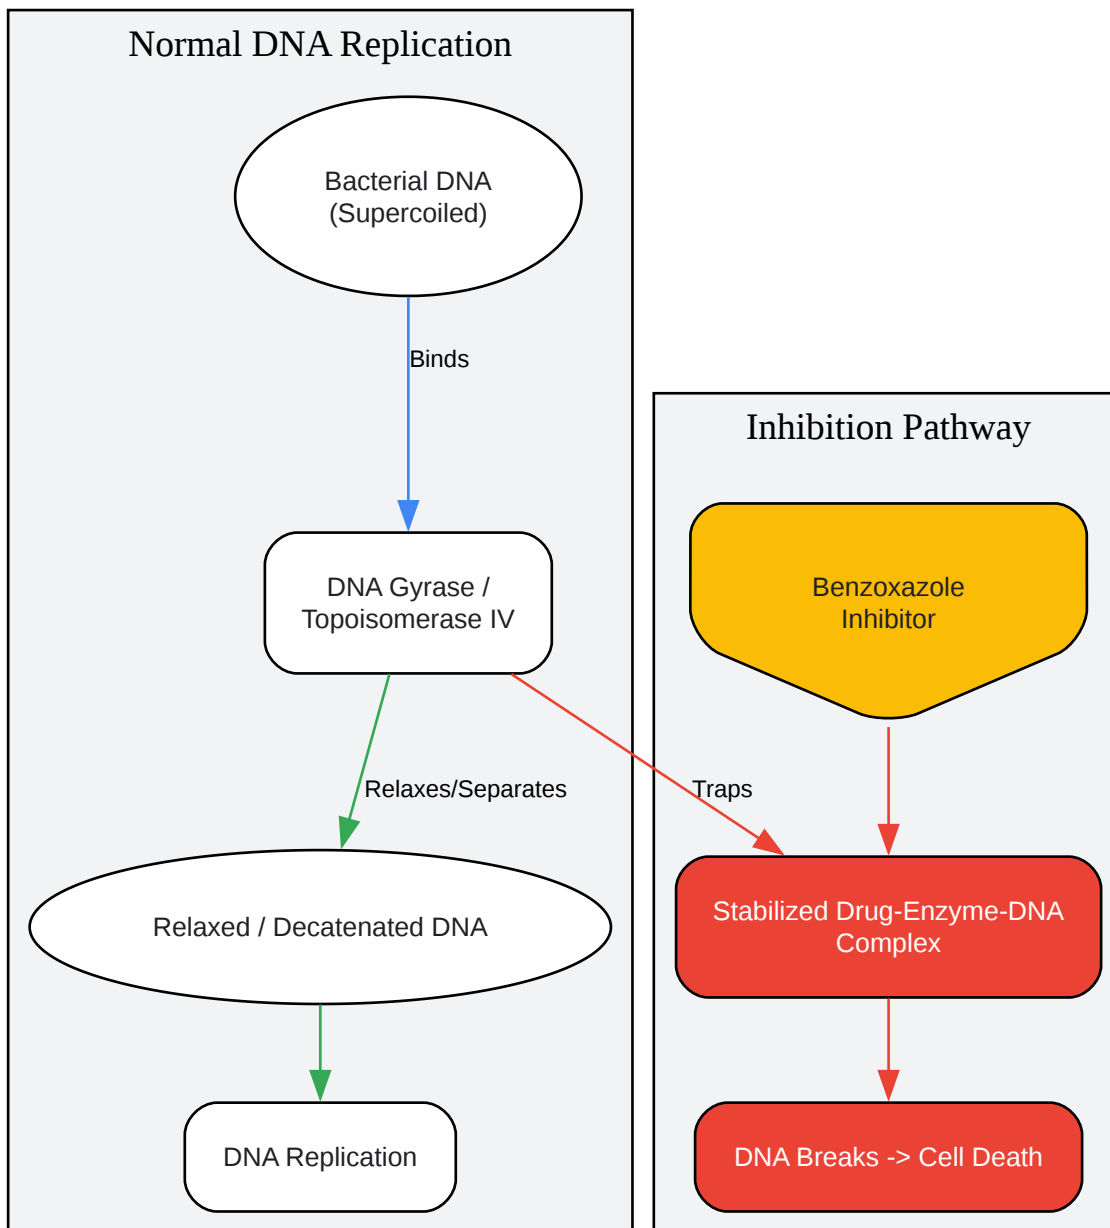 Normal DNA Replication
Bacterial DNA
(Supercoiled)
Binds
DNA Gyrase /
Topoisomerase IV
Relaxes/Separates
Relaxed / Decatenated DNA
DNA Replication
Inhibition Pathway
Benzoxazole
Inhibitor
Traps
Stabilized Drug-Enzyme-DNA
Complex
DNA Breaks -> Cell Death